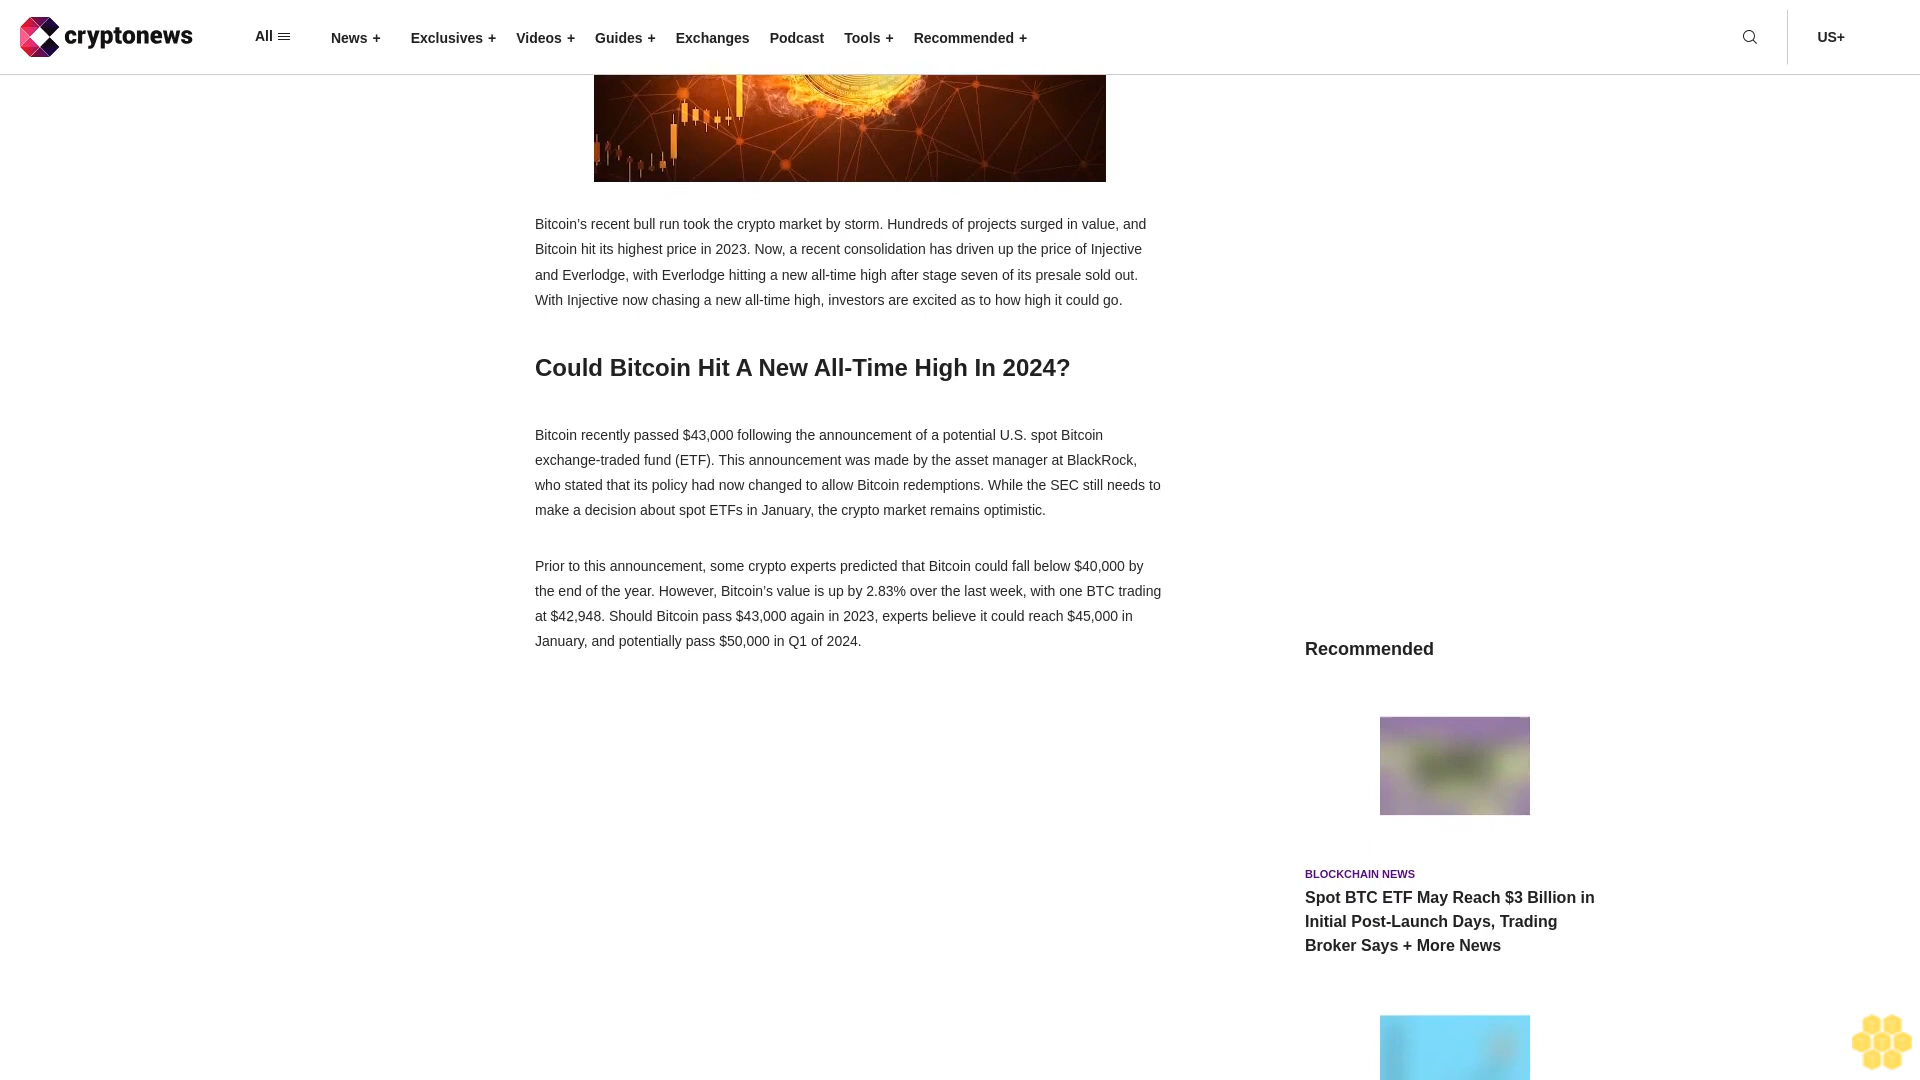 cryptonews
All
News +
Exclusives +
Videos +
Guides +
Exchanges
Podcast
Tools +
Recommended +
US+
Bitcoin’s recent bull run took the crypto market by storm. Hundreds of projects surged in value, and
Bitcoin hit its highest price in 2023. Now, a recent consolidation has driven up the price of Injective
and Everlodge, with Everlodge hitting a new all-time high after stage seven of its presale sold out.
With Injective now chasing a new all-time high, investors are excited as to how high it could go.
Could Bitcoin Hit A New All-Time High In 2024?
Bitcoin recently passed $43,000 following the announcement of a potential U.S. spot Bitcoin
exchange-traded fund (ETF). This announcement was made by the asset manager at BlackRock,
who stated that its policy had now changed to allow Bitcoin redemptions. While the SEC still needs to
make a decision about spot ETFs in January, the crypto market remains optimistic.
Prior to this announcement, some crypto experts predicted that Bitcoin could fall below $40,000 by
the end of the year. However, Bitcoin’s value is up by 2.83% over the last week, with one BTC trading
at $42,948. Should Bitcoin pass $43,000 again in 2023, experts believe it could reach $45,000 in
January, and potentially pass $50,000 in Q1 of 2024.
Recommended
BLOCKCHAIN NEWS
Spot BTC ETF May Reach $3 Billion in
Initial Post-Launch Days, Trading
Broker Says + More News